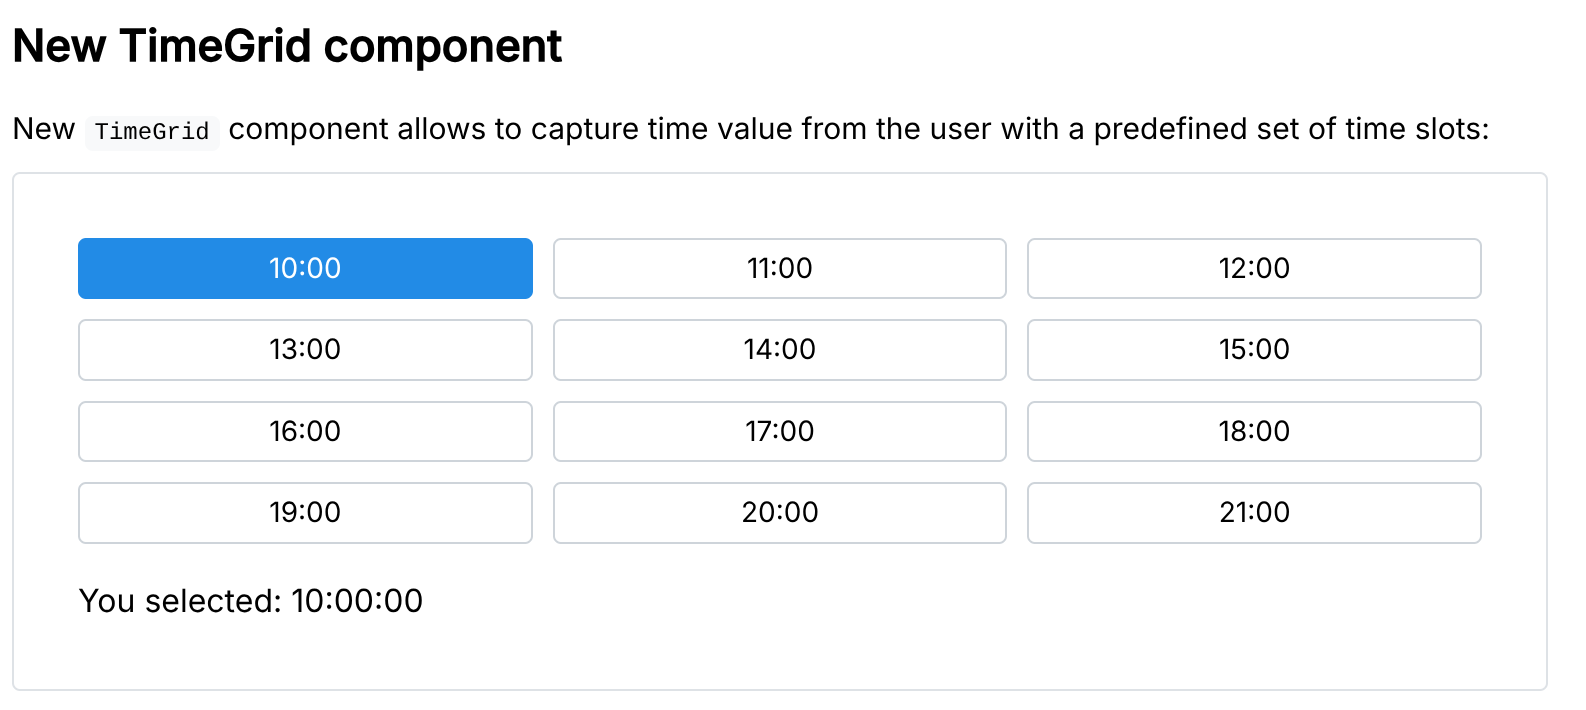 New TimeGrid component
New TimeGrid component allows to capture time value from the user with a predefined set of time slots:
10:00 11:00 12:00
13:00 14:00 15:00
16:00 17:00 18:00
19:00 20:00 21:00
You selected: 10:00:00